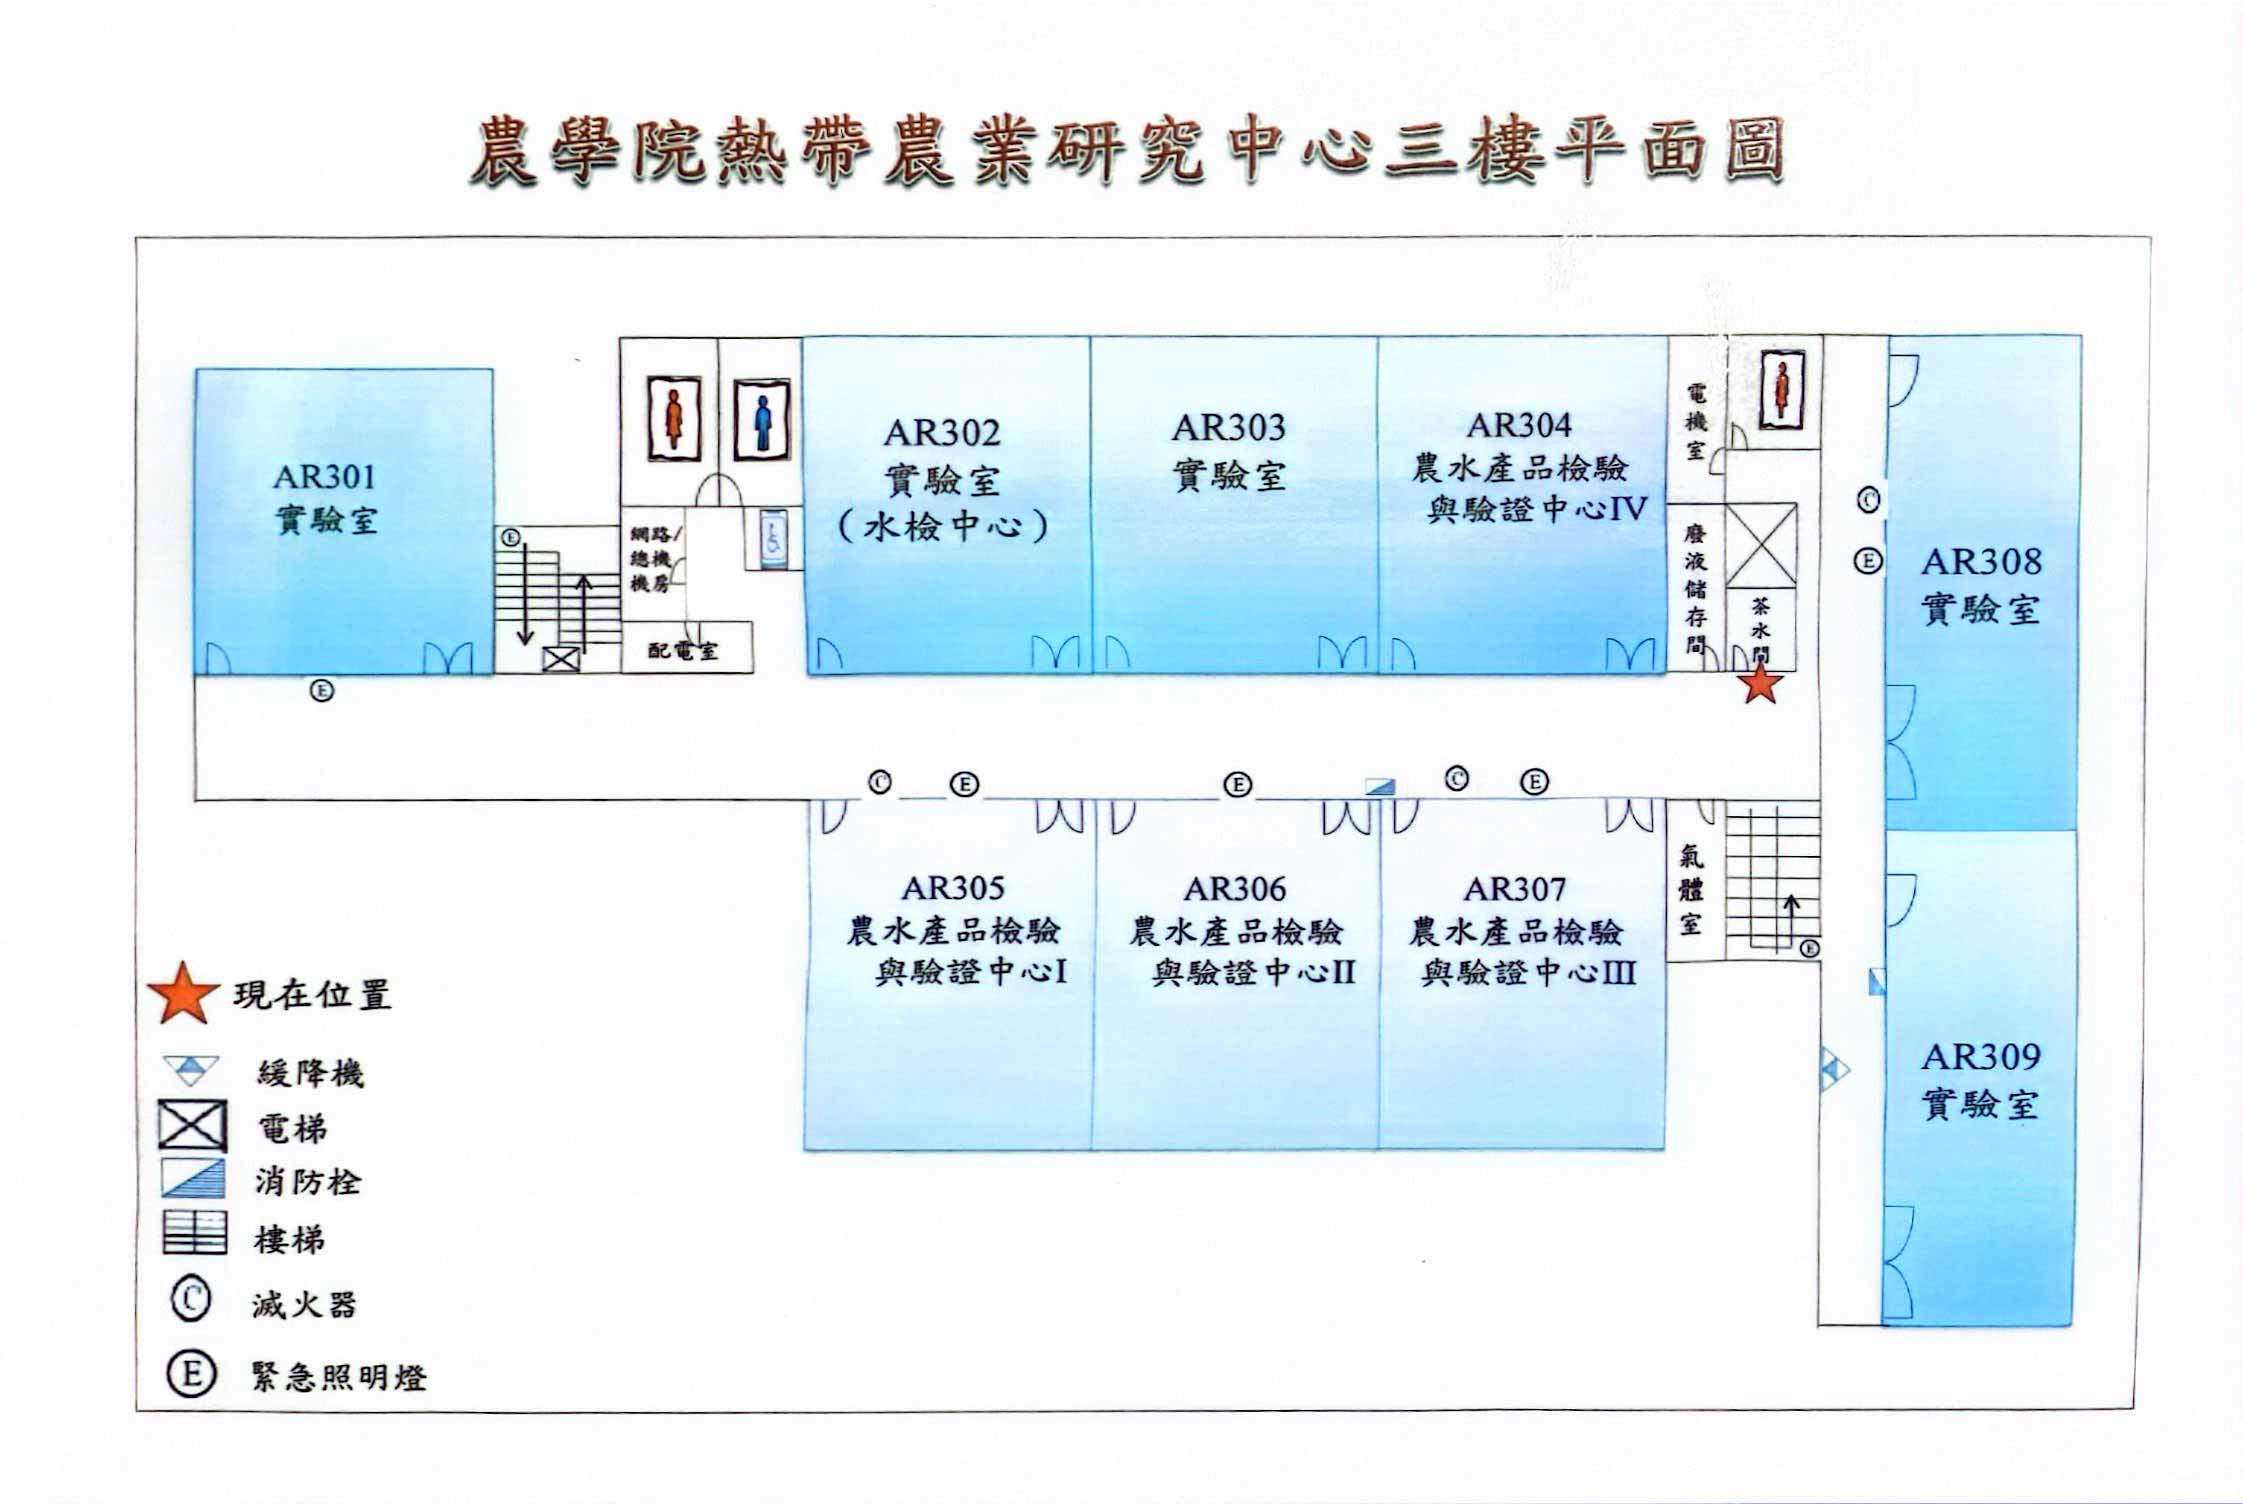 農學院熱帶農業研究中心三樓平面圖
AR301
實驗室
E
網路/
總機
機房
配電室
AR302
實驗室
(水檢中心)
AR303
實驗室
AR304
農水產品檢驗
與驗證中心IV
電機室
廢液儲存間
茶水間
C
E
AR308
實驗室
E
C
E
E
C
E
AR305
農水產品檢驗
與驗證中心I
AR306
農水產品檢驗
與驗證中心II
AR307
農水產品檢驗
與驗證中心III
氣體室
E
AR309
實驗室
現在位置
緩降機
電梯
消防栓
樓梯
C 滅火器
E 緊急照明燈